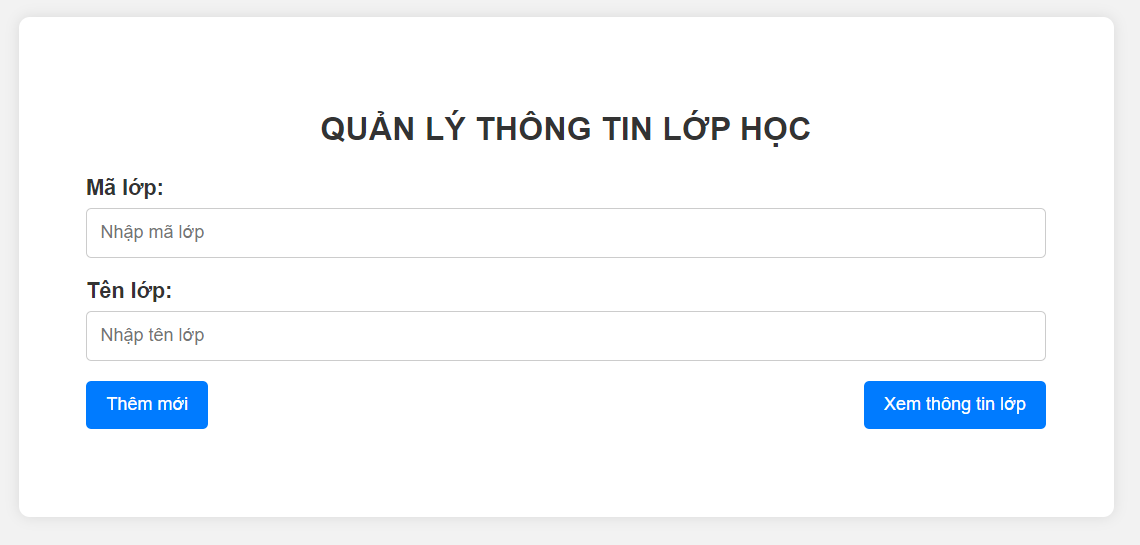 QUẢN LÝ THÔNG TIN LỚP HỌC
Mã lớp:
Nhập mã lớp
Tên lớp:
Nhập tên lớp
Thêm mới
Xem thông tin lớp